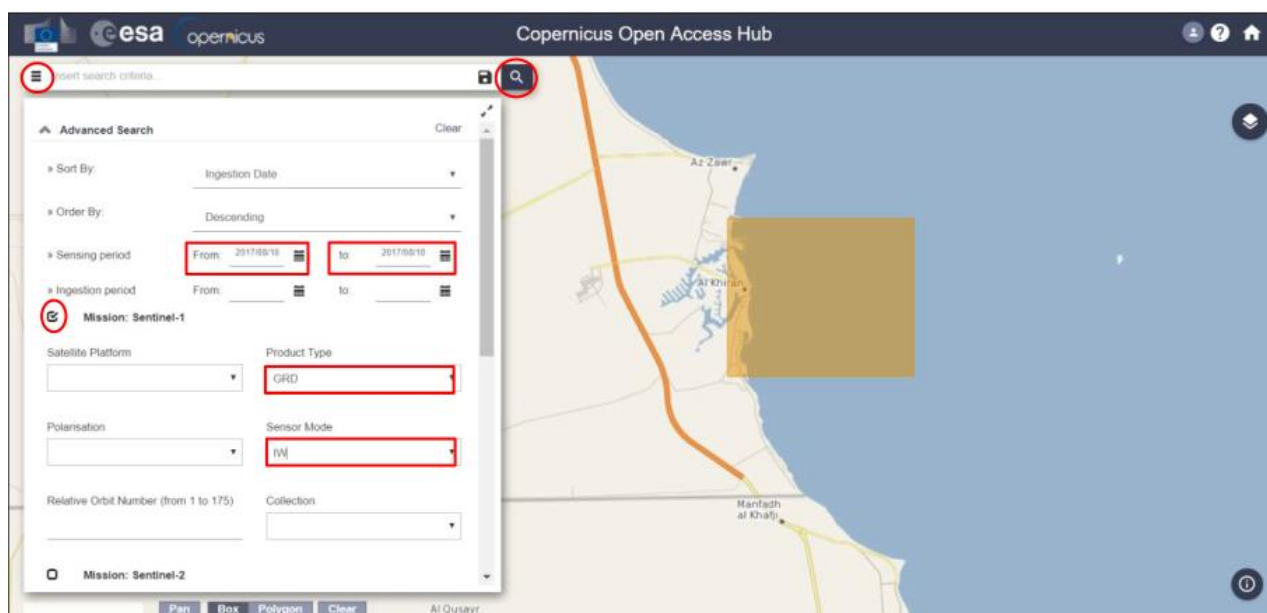 esa opernicus Copernicus Open Access Hub
Insert search criteria...
Advanced Search Clear
» Sort By: Ingestion Date
» Order By: Descending
» Sensing period From: 2017/08/10 to: 2017/08/10
» Ingestion period From: to:
Mission: Sentinel-1
Satellite Platform Product Type
GRD
Polarisation Sensor Mode
IW
Relative Orbit Number (from 1 to 175) Collection
Mission: Sentinel-2
Pan Box Polygon Clear
Az Zawr
Al Khiran
Manfadh
al Khafji
Al Qusayr